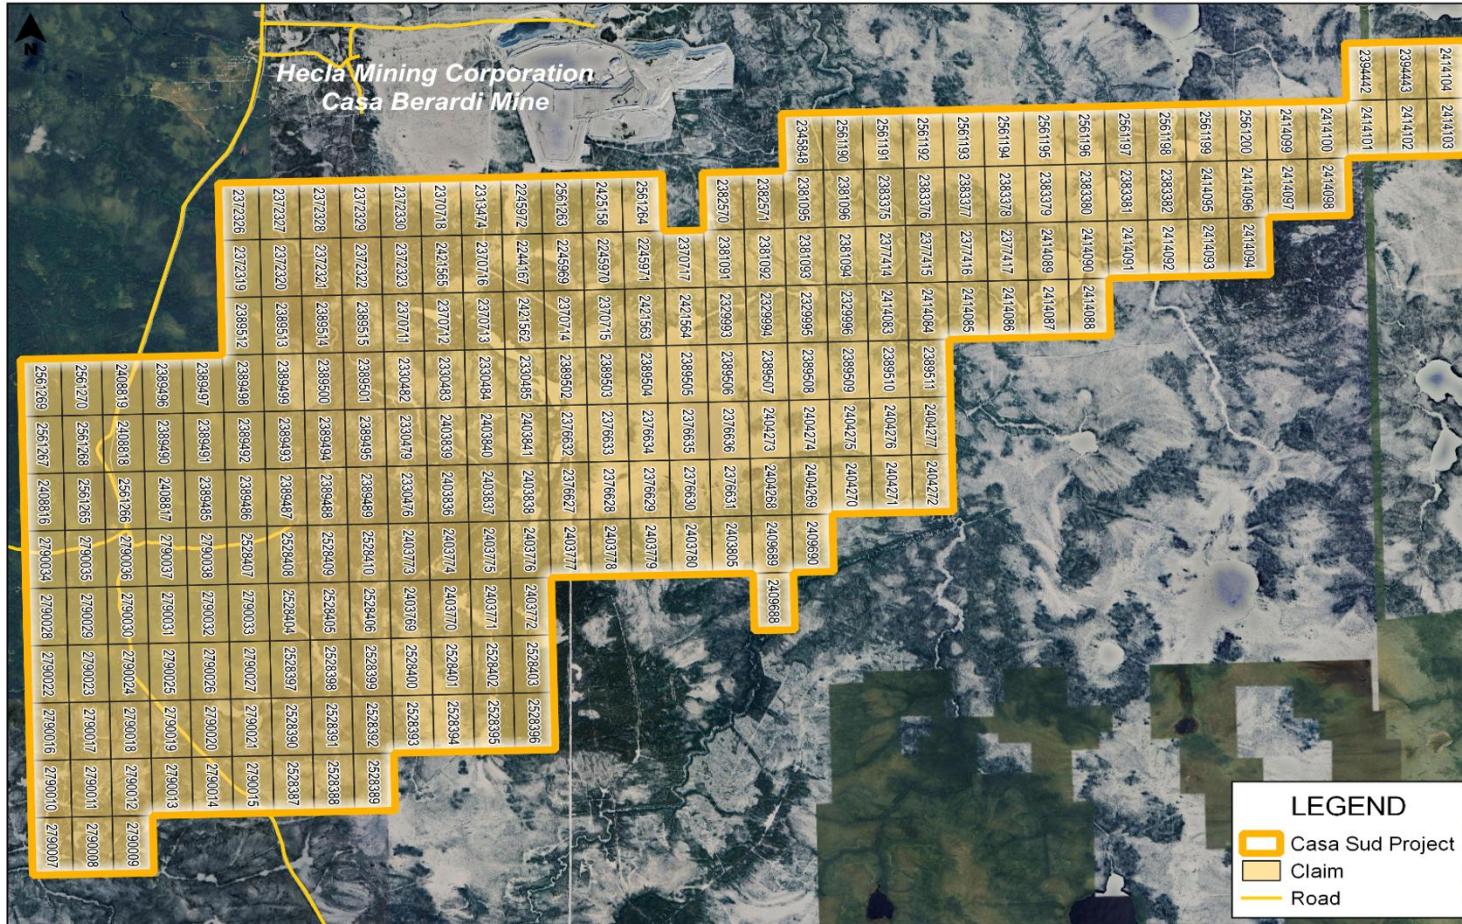 N
Hecla Mining Corporation
Casa Berardi Mine
2394442 2394443 2414104
2345848 2561190 2561191 2561192 2561193 2561194 2561195 2561196 2561197 2561198 2561199 2561200 2414099 2414100 2414101 2414102 2414103
2372326 2372327 2372328 2372329 2372330 2370718 2313474 2245972 2561263 2425158 2561264 2382570 2382571 2381095 2381096 2383375 2383376 2383377 2383378 2383379 2383380 2383381 2383382 2414095 2414096 2414097 2414098
2372319 2372320 2372321 2372322 2372323 2421565 2370716 2244167 2245969 2245970 2245971 2370717 2381091 2381092 2381093 2381094 2377414 2377415 2377416 2377417 2414089 2414090 2414091 2414092 2414093 2414094
2389512 2389513 2389514 2389515 2370711 2370712 2370713 2421562 2370714 2370715 2421563 2421564 2329993 2329994 2329995 2329996 2414083 2414084 2414085 2414086 2414087 2414088
2561269 2561270 2408819 2389496 2389497 2389498 2389499 2389500 2389501 2330482 2330483 2330484 2330485 2389502 2389503 2389504 2389505 2389506 2389507 2389508 2389509 2389510 2389511
2561267 2561268 2408818 2389490 2389491 2389492 2389493 2389494 2389495 2330479 2403839 2403840 2403841 2376632 2376633 2376634 2376635 2376636 2404273 2404274 2404275 2404276 2404277
2408816 2561265 2561266 2408817 2389485 2389486 2389487 2389488 2389489 2330476 2403836 2403837 2403838 2376627 2376628 2376629 2376630 2376631 2404268 2404269 2404270 2404271 2404272
2790034 2790035 2790036 2790037 2790038 2528407 2528408 2528409 2528410 2403773 2403774 2403775 2403776 2403777 2403778 2403779 2403780 2403805 2409689 2409690
2790028 2790029 2790030 2790031 2790032 2790033 2528404 2528405 2528406 2403769 2403770 2403771 2403772 2409688
2790022 2790023 2790024 2790025 2790026 2790027 2528397 2528398 2528399 2528400 2528401 2528402 2528403
2790016 2790017 2790018 2790019 2790020 2790021 2528390 2528391 2528392 2528393 2528394 2528395 2528396
2790010 2790011 2790012 2790013 2790014 2790015 2528387 2528388 2528389
2790007 2790008 2790009
LEGEND
Casa Sud Project
Claim
Road